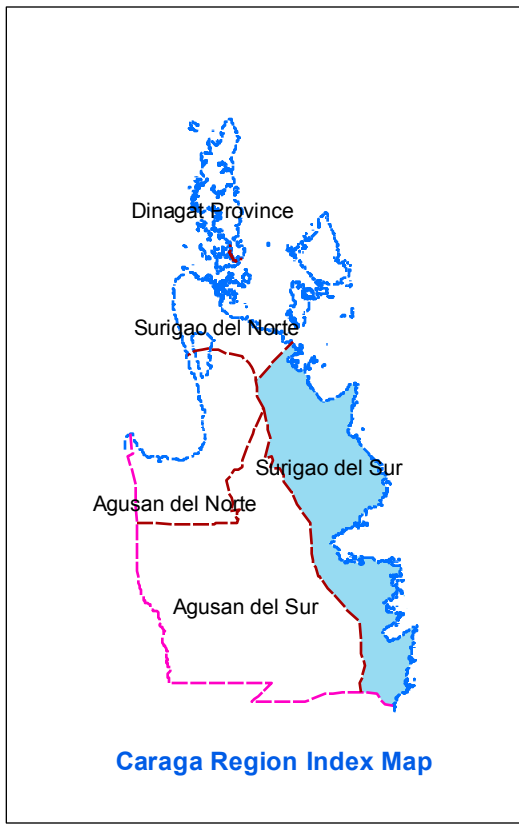 Dinagat Province
Surigao del Norte
Surigao del Sur
Agusan del Norte
Agusan del Sur
Caraga Region Index Map